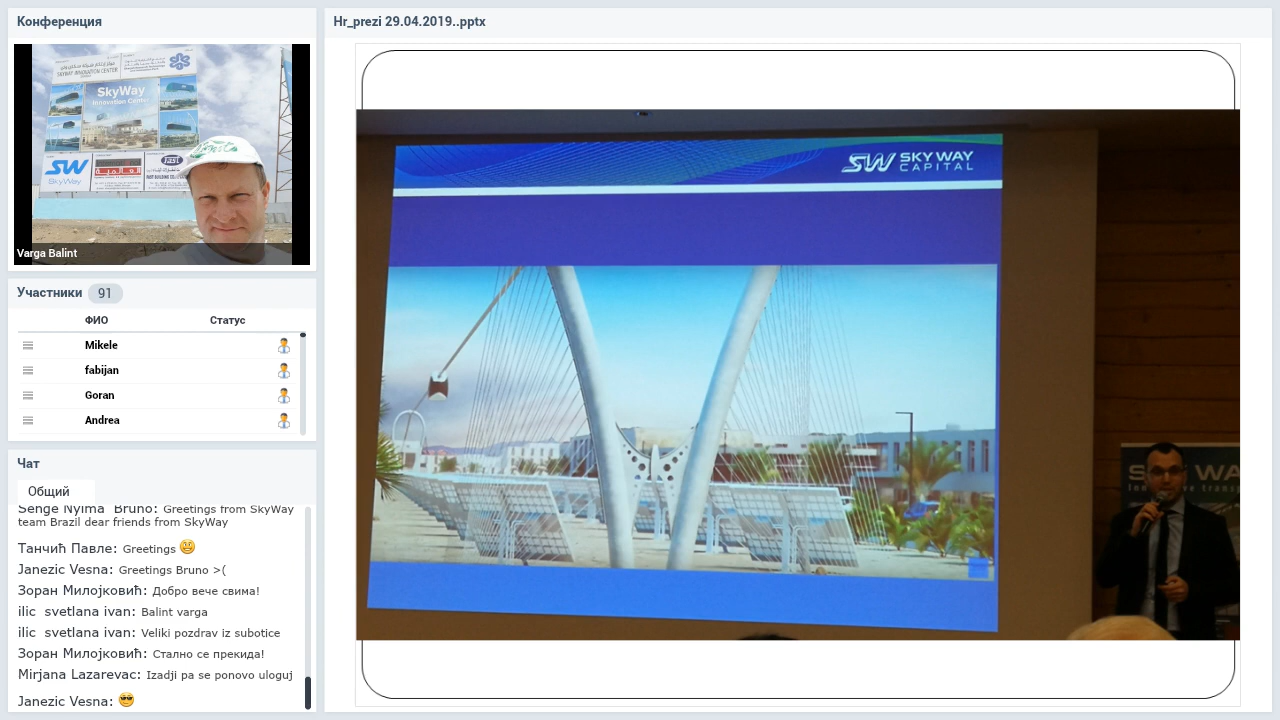 Конференция
SKYWAY INNOVATION CENTER
SkyWay
Innovation Center
SW
SkyWay
Varga Balint
Участники 91
ФИО Статус
Mikele
fabijan
Goran
Andrea
Чат
Общий
Senge Nyima Bruno: Greetings from SkyWay
team Brazil dear friends from SkyWay
Танчић Павле: Greetings
Janezic Vesna: Greetings Bruno >(
Зоран Милојковић: Добро вече свима!
ilic svetlana ivan: Balint varga
ilic svetlana ivan: Veliki pozdrav iz subotice
Зоран Милојковић: Стално се прекида!
Mirjana Lazarevac: Izadji pa se ponovo uloguj
Janezic Vesna:
Hr_prezi 29.04.2019..pptx
SW SKY WAY
CAPITAL